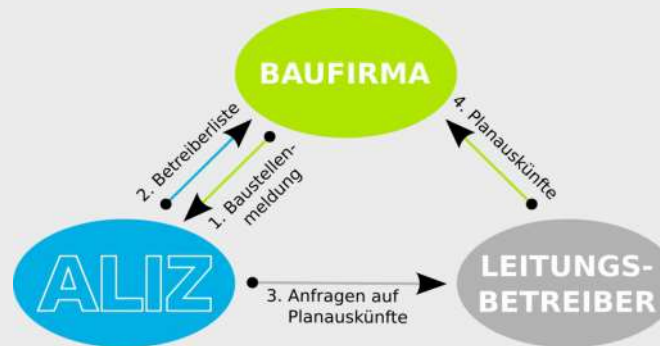 BAUFIRMA
2. Betreiberliste
1. Baustellen-
meldung
4. Planauskünfte
ALIZ
3. Anfragen auf
Planauskünfte
LEITUNGS-
BETREIBER